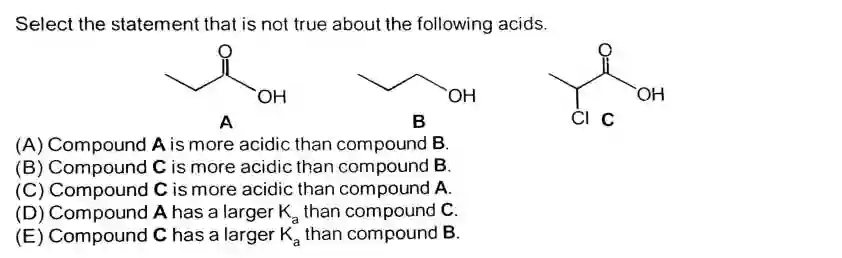 Select the statement that is not true about the following acids.
O O
OH OH OH
Cl
A B C
(A) Compound A is more acidic than compound B.
(B) Compound C is more acidic than compound B.
(C) Compound C is more acidic than compound A.
(D) Compound A has a larger Ka than compound C.
(E) Compound C has a larger Ka than compound B.